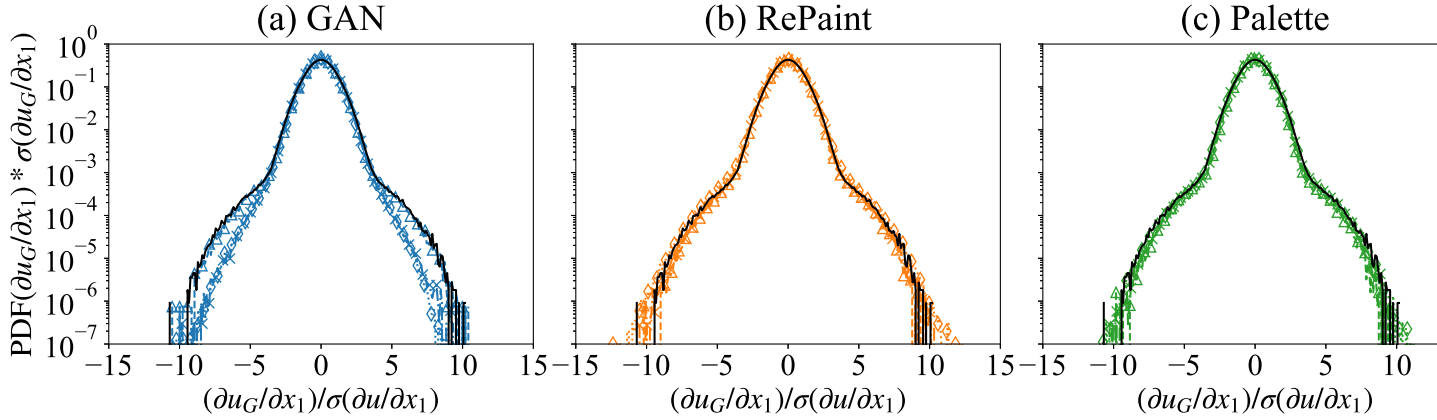 (a) GAN
(b) RePaint
(c) Palette
PDF(∂u_G/∂x_1) * σ(∂u_G/∂x_1)
10^0
10^−1
10^−2
10^−3
10^−4
10^−5
10^−6
10^−7
−15 −10 −5 0 5 10 15
−15 −10 −5 0 5 10 15
−15 −10 −5 0 5 10
(∂u_G/∂x_1)/σ(∂u/∂x_1)
(∂u_G/∂x_1)/σ(∂u/∂x_1)
(∂u_G/∂x_1)/σ(∂u/∂x_1)